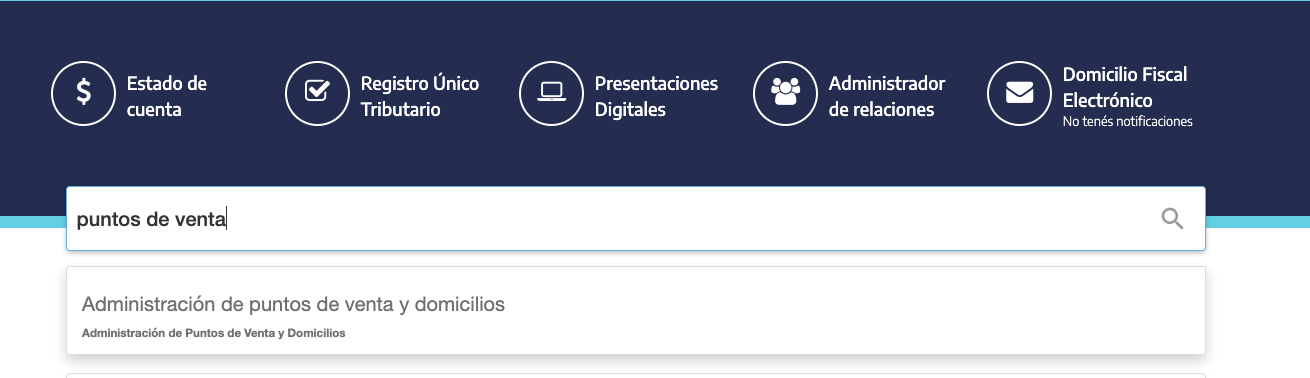 Estado de
cuenta
Registro Único
Tributario
Presentaciones
Digitales
Administrador
de relaciones
Domicilio Fiscal
Electrónico
No tenés notificaciones
puntos de venta
Administración de puntos de venta y domicilios
Administración de Puntos de Venta y Domicilios